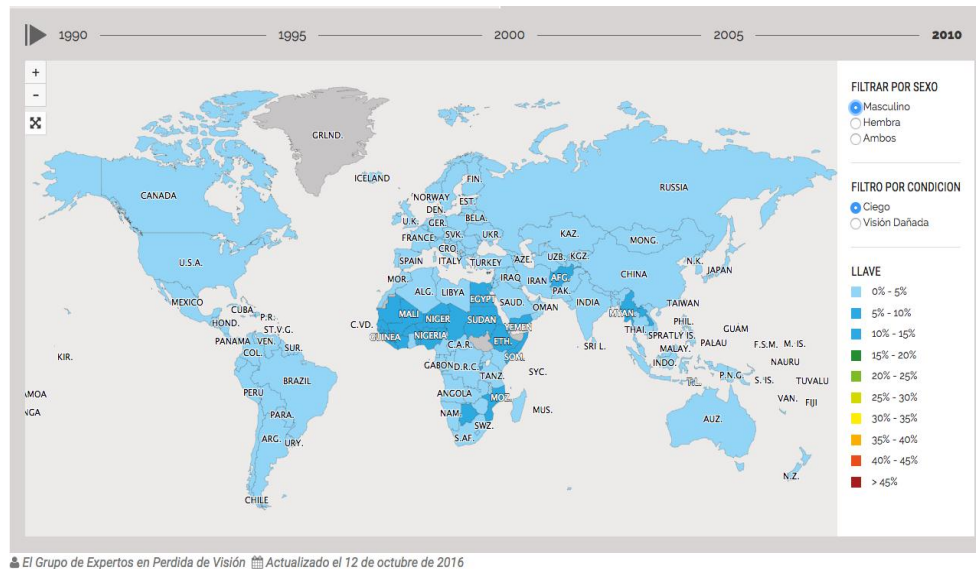 1990 1995 2000 2005 2010
+
-
FILTRAR POR SEXO
Masculino
Hembra
Ambos
FILTRO POR CONDICION
Ciego
Visión Dañada
LLAVE
0% - 5%
5% - 10%
10% - 15%
15% - 20%
20% - 25%
25% - 30%
30% - 35%
35% - 40%
40% - 45%
> 45%
GRLND.
ICELAND
FIN.
RUSSIA
CANADA
NORWAY
EST.
DEN.
U.K.
GER.
BELA.
FRANCE
SVK.
UKR.
KAZ.
MONG.
CRO.
U.S.A.
SPAIN
ITALY
TURKEY
AZE.
UZB.
KGZ.
N.K.
JAPAN
MOR.
IRAQ
IRAN
AFG.
CHINA
ALG.
LIBYA
EGYPT
SAUD.
PAK.
MEXICO
CUBA
P.R.
OMAN
INDIA
TAIWAN
HOND.
ST.V.G.
C.VD.
MALI
NIGER
SUDAN
YEMEN
MYAN.
PHIL.
GUAM
PANAMA
VEN.
GUINEA
NIGERIA
ETH.
THAI.
SPRATLY IS.
PALAU
F.S.M.
M. IS.
COL.
SUR.
C.A.R.
SOM.
SRI L.
MALAY.
KIR.
GABON
D.R.C.
SYC.
INDO.
NAURU
TANZ.
P.N.G.
S. IS.
TUVALU
PERU
BRAZIL
ANGOLA
MOZ.
T.L.
VAN.
FIJI
AMOA
NGA
PARA.
NAM.
SWZ.
MUS.
AUZ.
ARG.
URY.
S.AF.
N.Z.
CHILE
El Grupo de Expertos en Perdida de Visión Actualizado el 12 de octubre de 2016